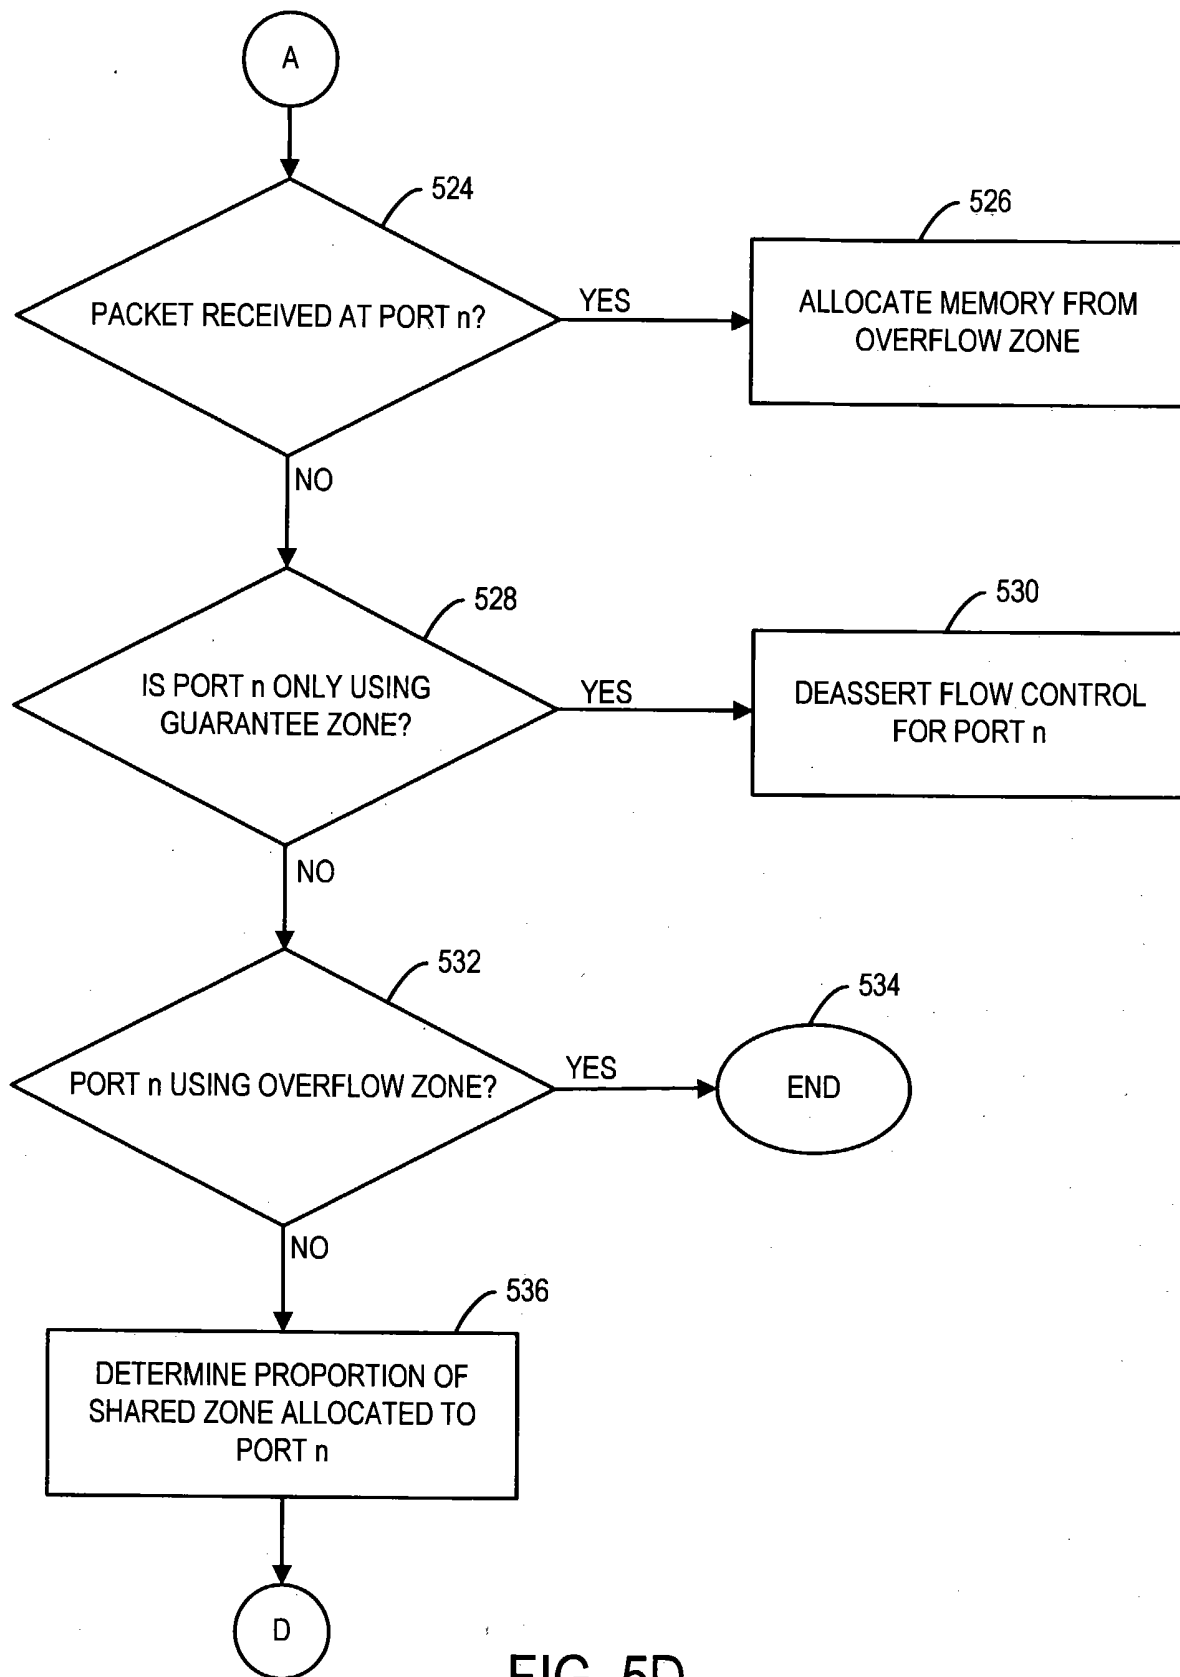 A
524
526
PACKET RECEIVED AT PORT n?
YES
ALLOCATE MEMORY FROM
OVERFLOW ZONE
NO
528
530
IS PORT n ONLY USING
GUARANTEE ZONE?
YES
DEASSERT FLOW CONTROL
FOR PORT n
NO
532
534
PORT n USING OVERFLOW ZONE?
YES
END
NO
536
DETERMINE PROPORTION OF
SHARED ZONE ALLOCATED TO
PORT n
D
FIG. 5D